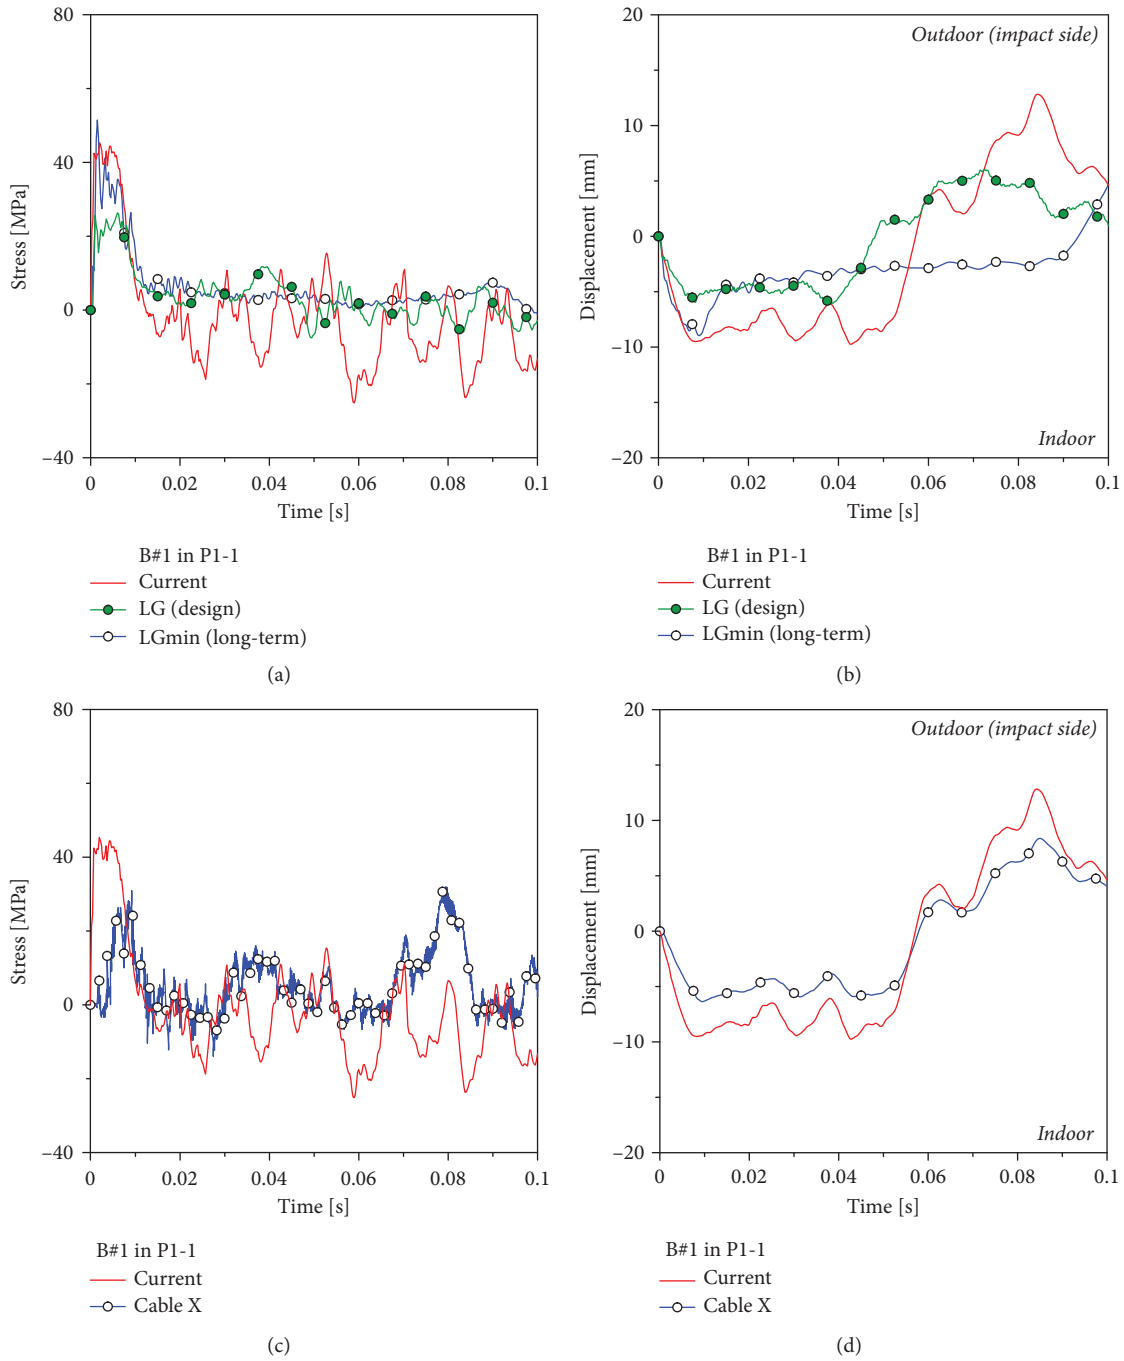 80
40
0
−40
Stress [MPa]
0
0.02
0.04
0.06
0.08
0.1
Time [s]
B#1 in P1-1
Current
LG (design)
LGmin (long-term)
(a)
20
10
0
−10
−20
Displacement [mm]
Outdoor (impact side)
Indoor
0
0.02
0.04
0.06
0.08
0.1
Time [s]
B#1 in P1-1
Current
LG (design)
LGmin (long-term)
(b)
80
40
0
−40
Stress [MPa]
0
0.02
0.04
0.06
0.08
0.1
Time [s]
B#1 in P1-1
Current
Cable X
(c)
20
10
0
−10
−20
Displacement [mm]
Outdoor (impact side)
Indoor
0
0.02
0.04
0.06
0.08
0.1
Time [s]
B#1 in P1-1
Current
Cable X
(d)